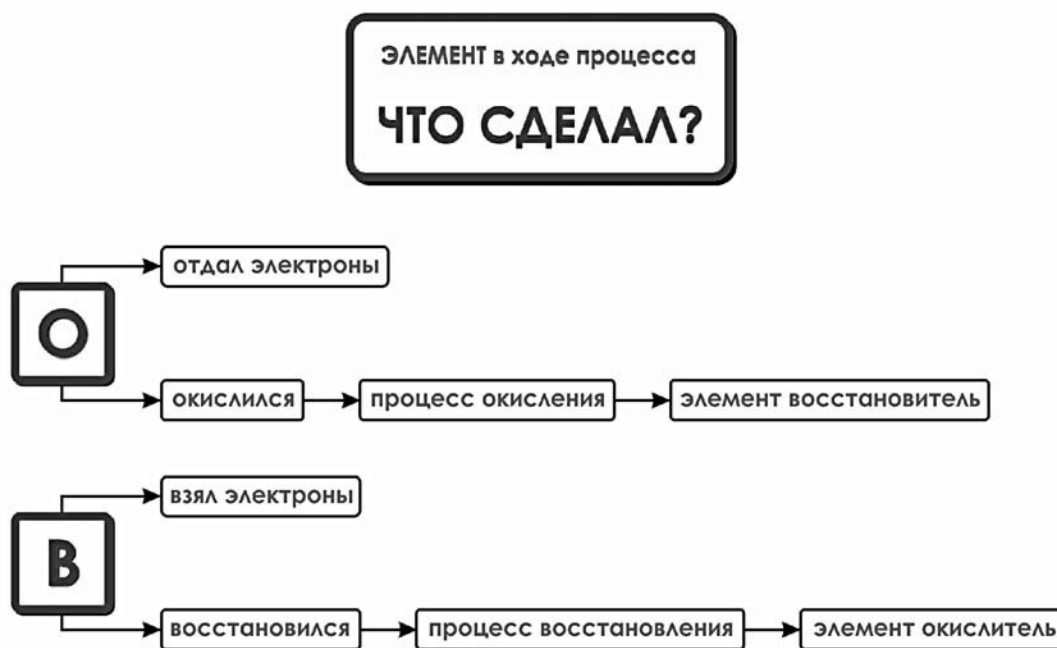 ЭЛЕМЕНТ в ходе процесса
ЧТО СДЕЛАЛ?
отдал электроны
О
окислился процесс окисления элемент восстановитель
взял электроны
В
восстановился процесс восстановления элемент окислитель